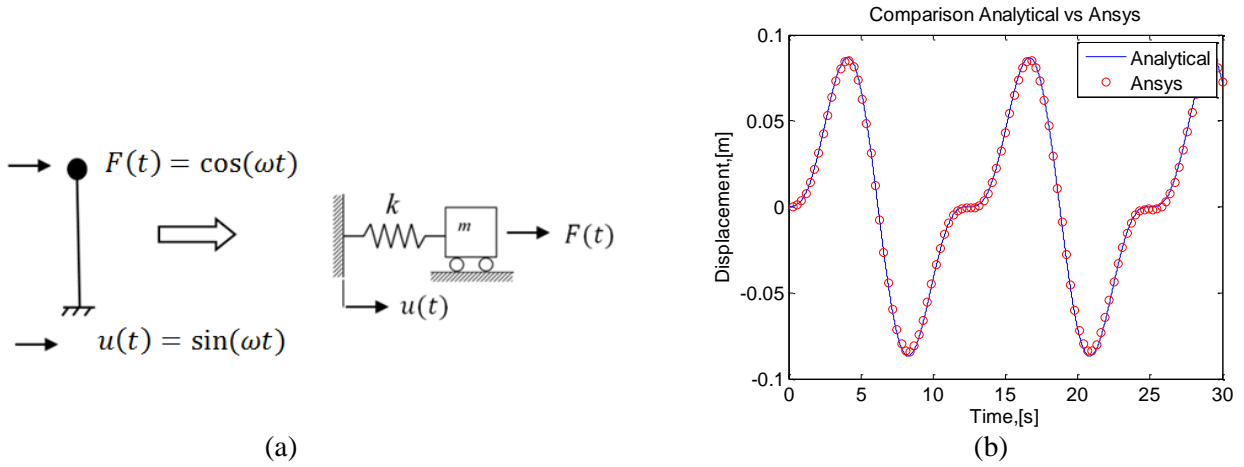 F(t) = cos(ωt)
u(t) = sin(ωt)
k
m
F(t)
u(t)
(a)
Comparison Analytical vs Ansys
Analytical
Ansys
Displacement,[m]
0.1
0.05
0
-0.05
-0.1
0 5 10 15 20 25 30
Time,[s]
(b)